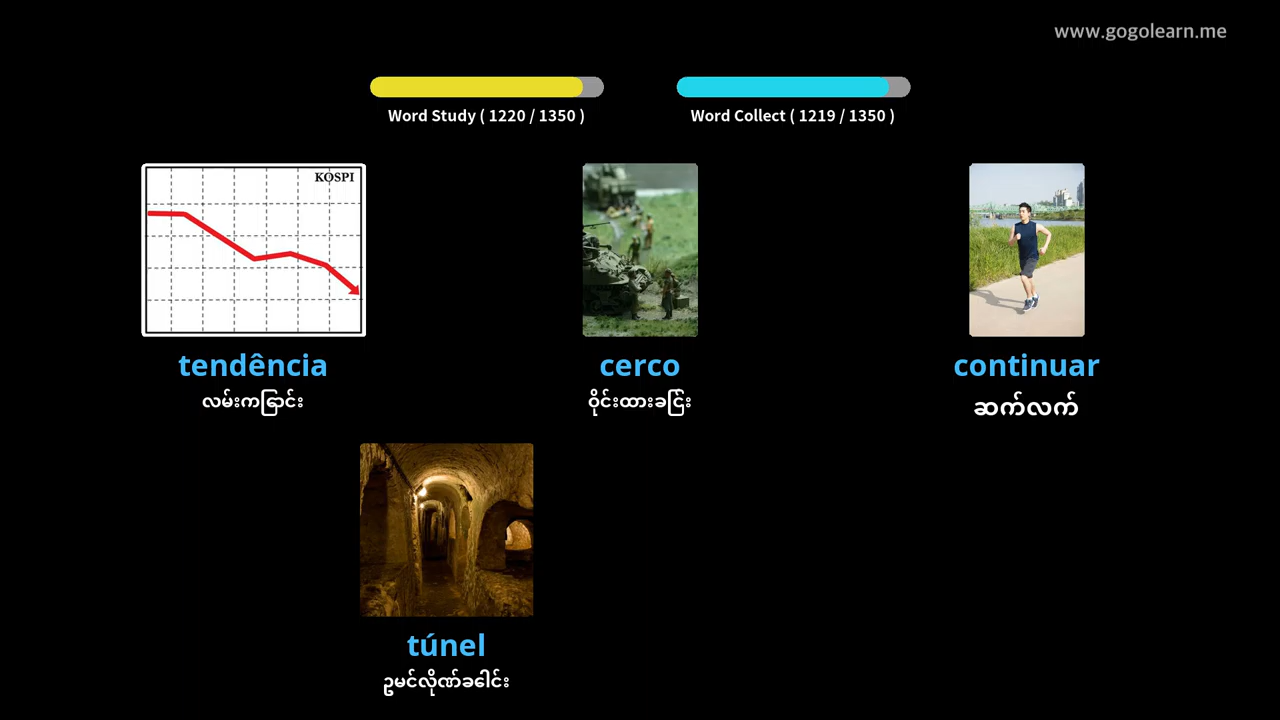 www.gogolearn.me
Word Study ( 1220 / 1350 )
Word Collect ( 1219 / 1350 )
KOSPI
tendência
cerco
continuar
လမ်းကြောင်း
ဝိုင်းထားခြင်း
ဆက်လက်
túnel
ဥမင်လိုဏ်ခေါင်း